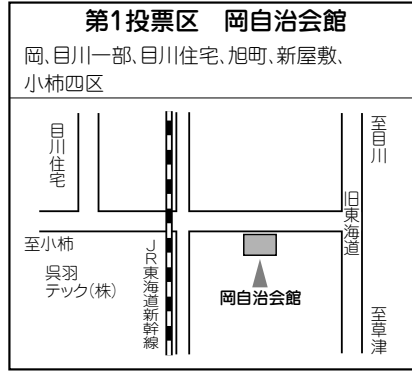 第1投票区　岡自治会館
岡、目川一部、目川住宅、旭町、新屋敷、
小柿四区
目川住宅
至目川
旧東海道
至小柿
呉羽
テック(株)
JR東海道新幹線
岡自治会館
至草津